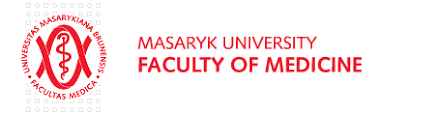 UNIVERSITAS MASARYKIANA BRUNENSIS
• FACULTAS MEDICA •
MASARYK UNIVERSITY
FACULTY OF MEDICINE